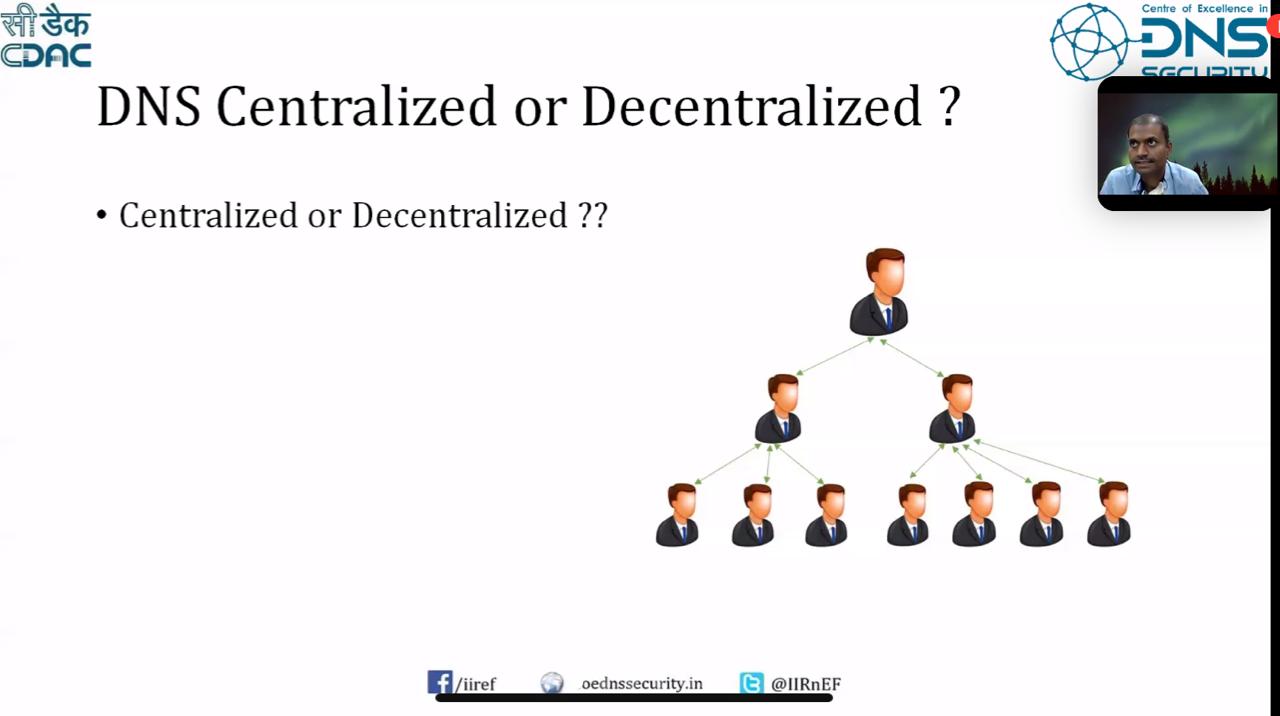 सी डैक
CDAC
Centre of Excellence in
DNS
SECURITY
DNS Centralized or Decentralized ?
• Centralized or Decentralized ??
/iiref
oednssecurity.in
@IIRnEF